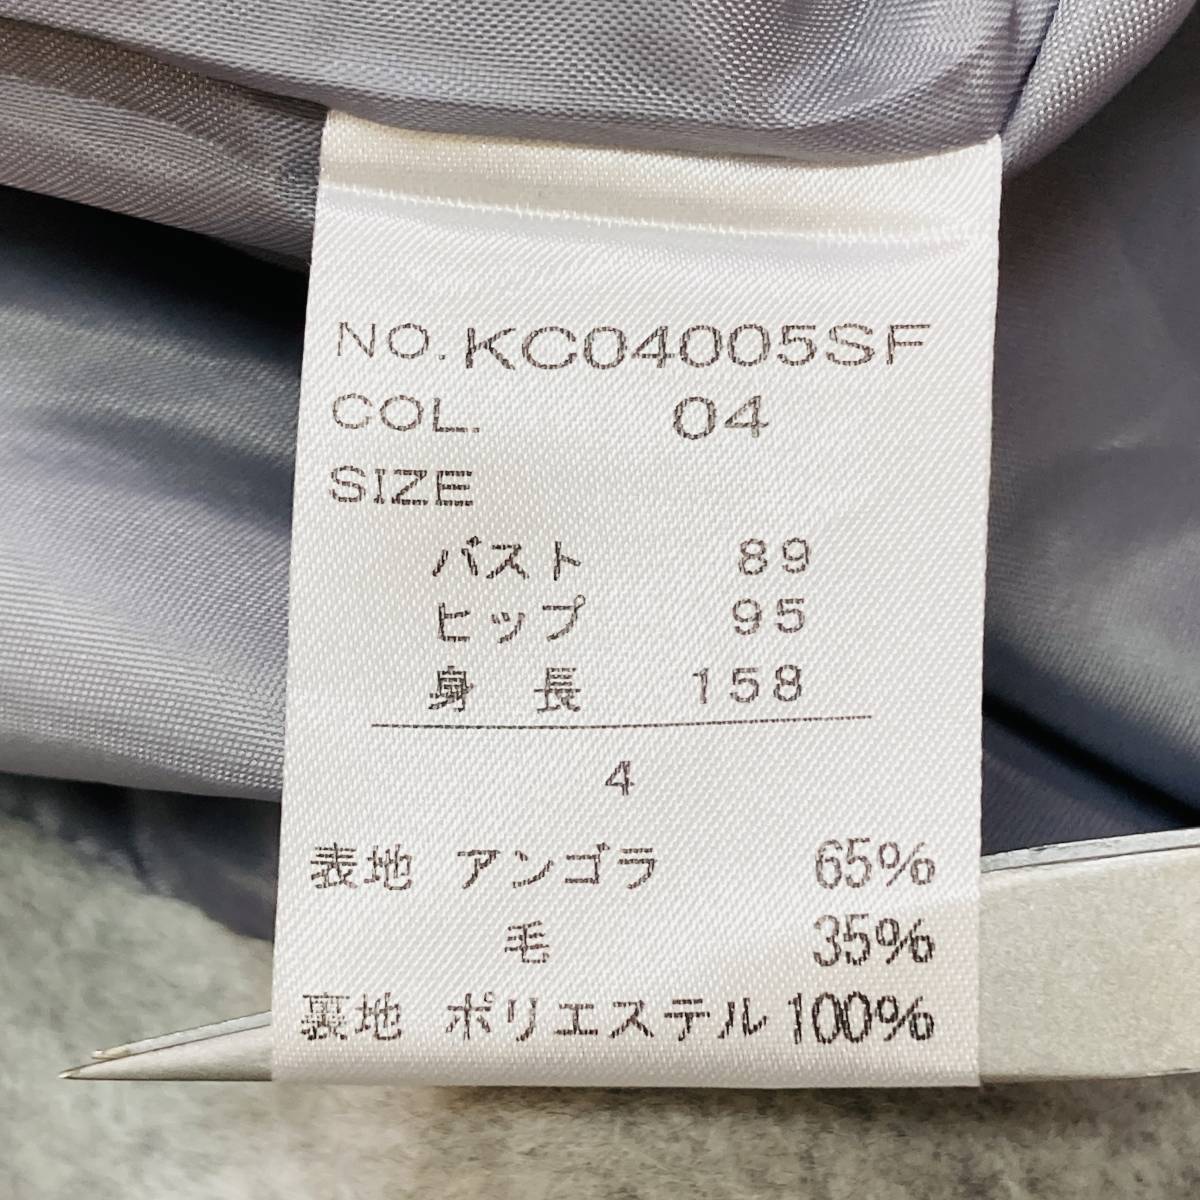 NO. KC04005SF
COL. 04
SIZE
バスト 89
ヒップ 95
身長 158
4
表地 アンゴラ 65%
毛 35%
裏地 ポリエステル 100%